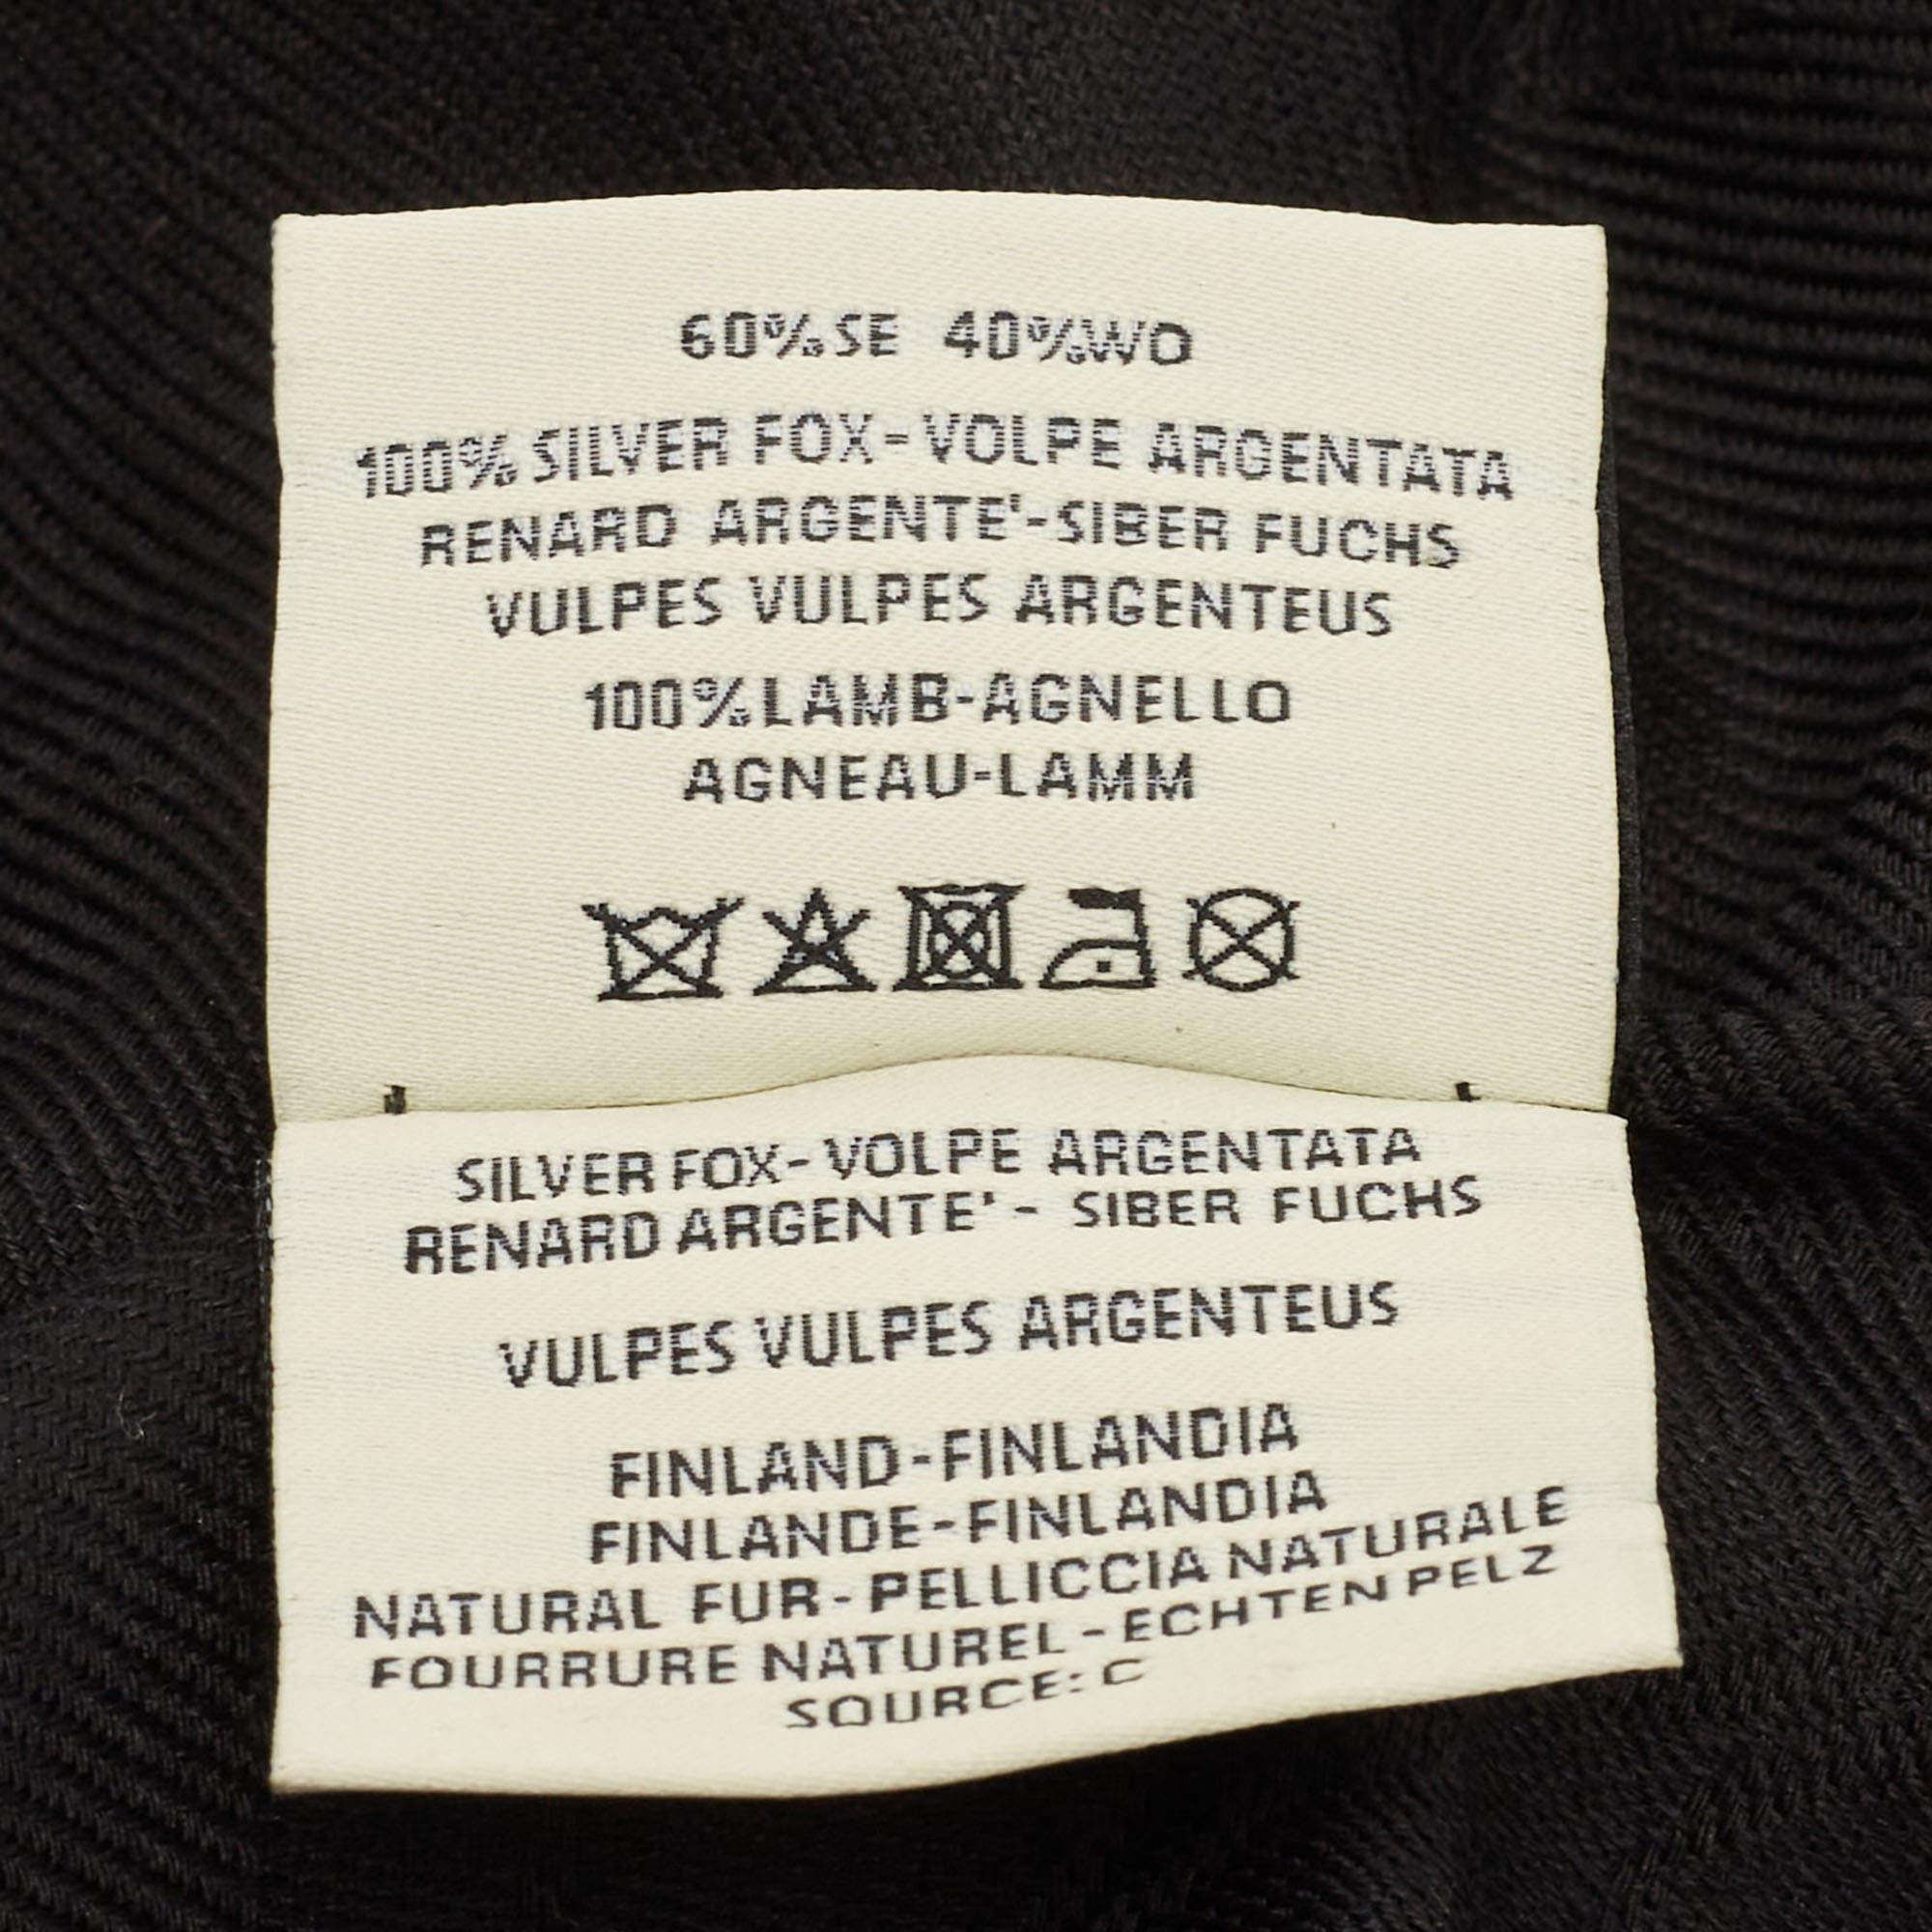 60%SE 40%WO
100% SILVER FOX-VOLPE ARGENTATA
RENARD ARGENTE'-SIBER FUCHS
VULPES VULPES ARGENTEUS
100%LAMB-AGNELLO
AGNEAU-LAMM
SILVER FOX-VOLPE ARGENTATA
RENARD ARGENTE'- SIBER FUCHS
VULPES VULPES ARGENTEUS
FINLAND-FINLANDIA
FINLANDE-FINLANDIA
NATURAL FUR-PELLICCIA NATURALE
FOURRURE NATUREL-ECHTEN PELZ
SOURCE: C